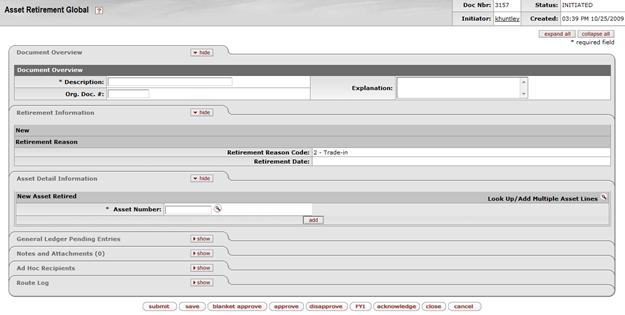 Asset Retirement Global ?
Doc Nbr: 3157 Status: INITIATED
Initiator: khuntley Created: 03:39 PM 10/25/2009
expand all collapse all
* required field
Document Overview hide
Document Overview
* Description: Explanation:
Org. Doc. #:
Retirement Information hide
New
Retirement Reason
Retirement Reason Code: 2 - Trade-in
Retirement Date:
Asset Detail Information hide
New Asset Retired Look Up/Add Multiple Asset Lines
* Asset Number:
add
General Ledger Pending Entries show
Notes and Attachments (0) show
Ad Hoc Recipients show
Route Log show
submit save blanket approve approve disapprove FYI acknowledge close cancel